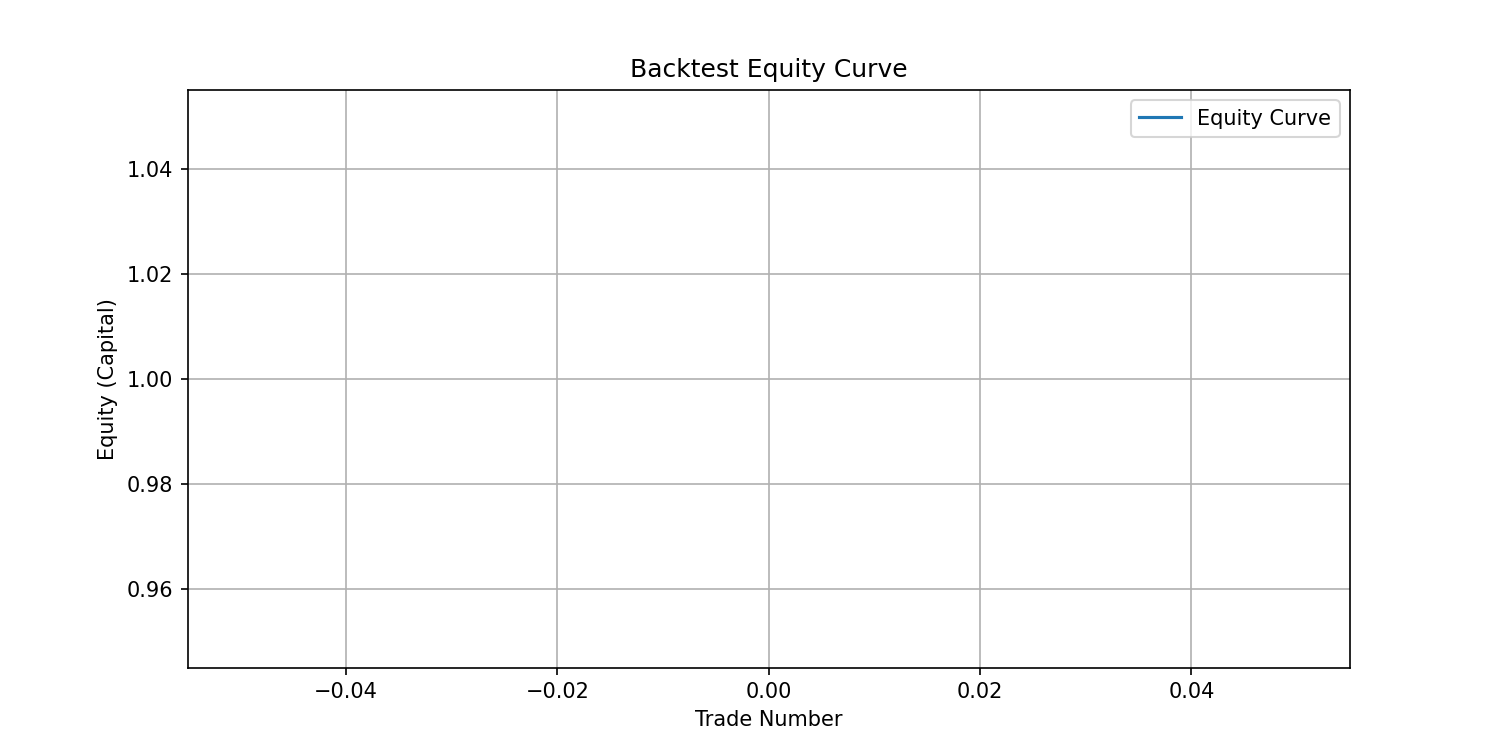 Backtest Equity Curve
Equity Curve
1.04
1.02
1.00
0.98
0.96
Equity (Capital)
−0.04 −0.02 0.00 0.02 0.04
Trade Number